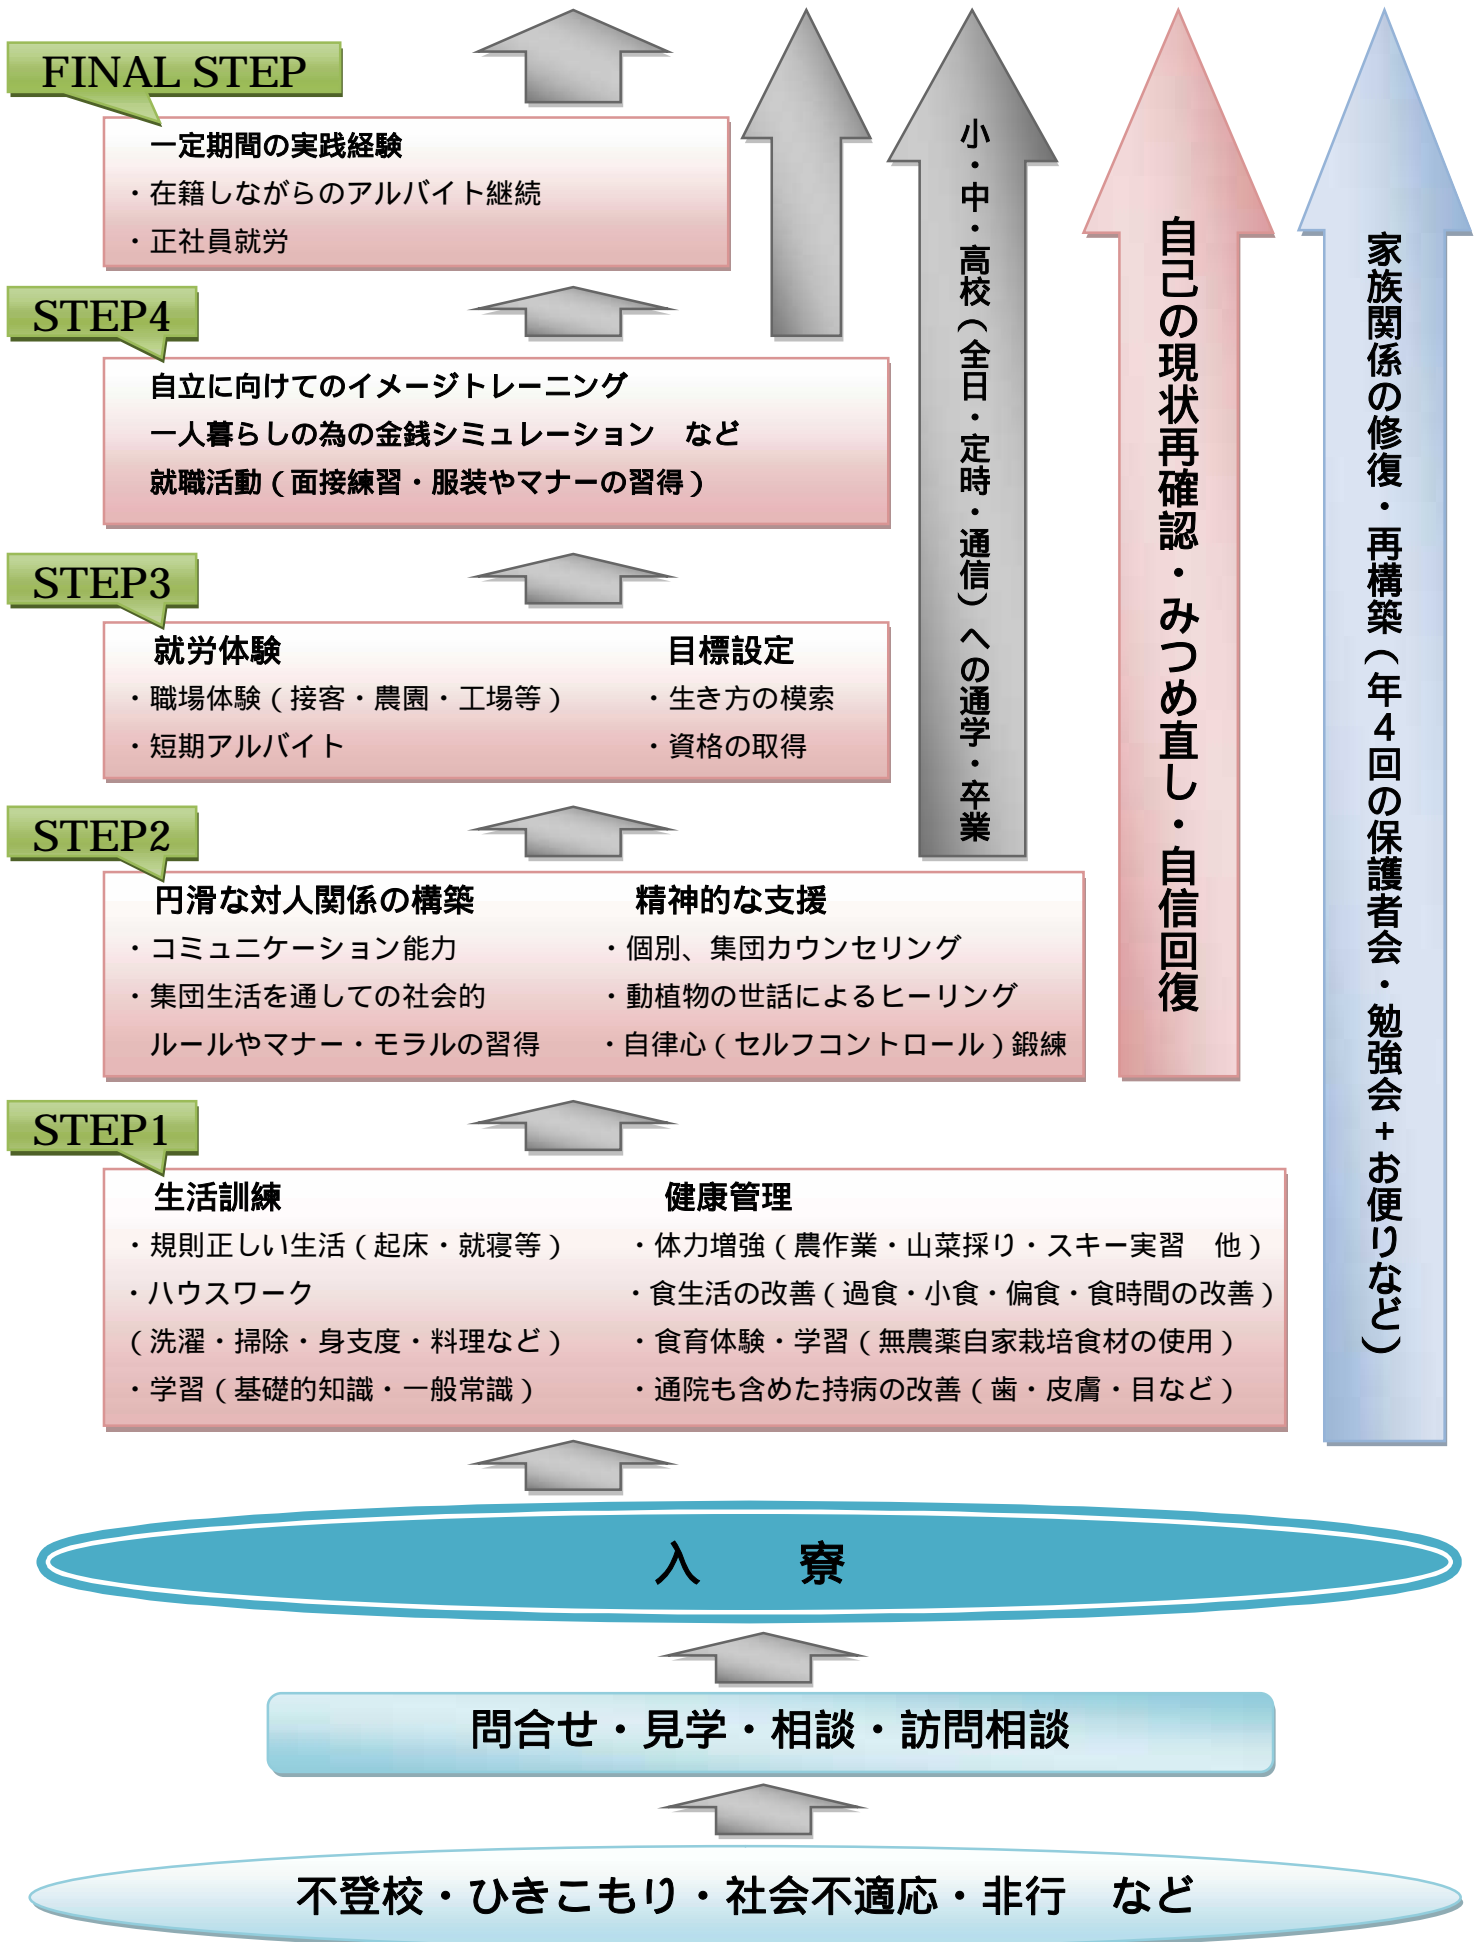 FINAL STEP
一定期間の実践経験
・在籍しながらのアルバイト継続
・正社員就労
STEP4
自立に向けてのイメージトレーニング
一人暮らしの為の金銭シミュレーション　など
就職活動（面接練習・服装やマナーの習得）
STEP3
就労体験
・職場体験（接客・農園・工場等）
・短期アルバイト
目標設定
・生き方の模索
・資格の取得
STEP2
円滑な対人関係の構築
・コミュニケーション能力
・集団生活を通しての社会的
ルールやマナー・モラルの習得
精神的な支援
・個別、集団カウンセリング
・動植物の世話によるヒーリング
・自律心（セルフコントロール）鍛練
STEP1
生活訓練
・規則正しい生活（起床・就寝等）
・ハウスワーク
（洗濯・掃除・身支度・料理など）
・学習（基礎的知識・一般常識）
健康管理
・体力増強（農作業・山菜採り・スキー実習　他）
・食生活の改善（過食・小食・偏食・食時間の改善）
・食育体験・学習（無農薬自家栽培食材の使用）
・通院も含めた持病の改善（歯・皮膚・目など）
小・中・高校（全日・定時・通信）への通学・卒業
自己の現状再確認・みつめ直し・自信回復
家族関係の修復・再構築（年４回の保護者会・勉強会+お便りなど）
入　寮
問合せ・見学・相談・訪問相談
不登校・ひきこもり・社会不適応・非行　など